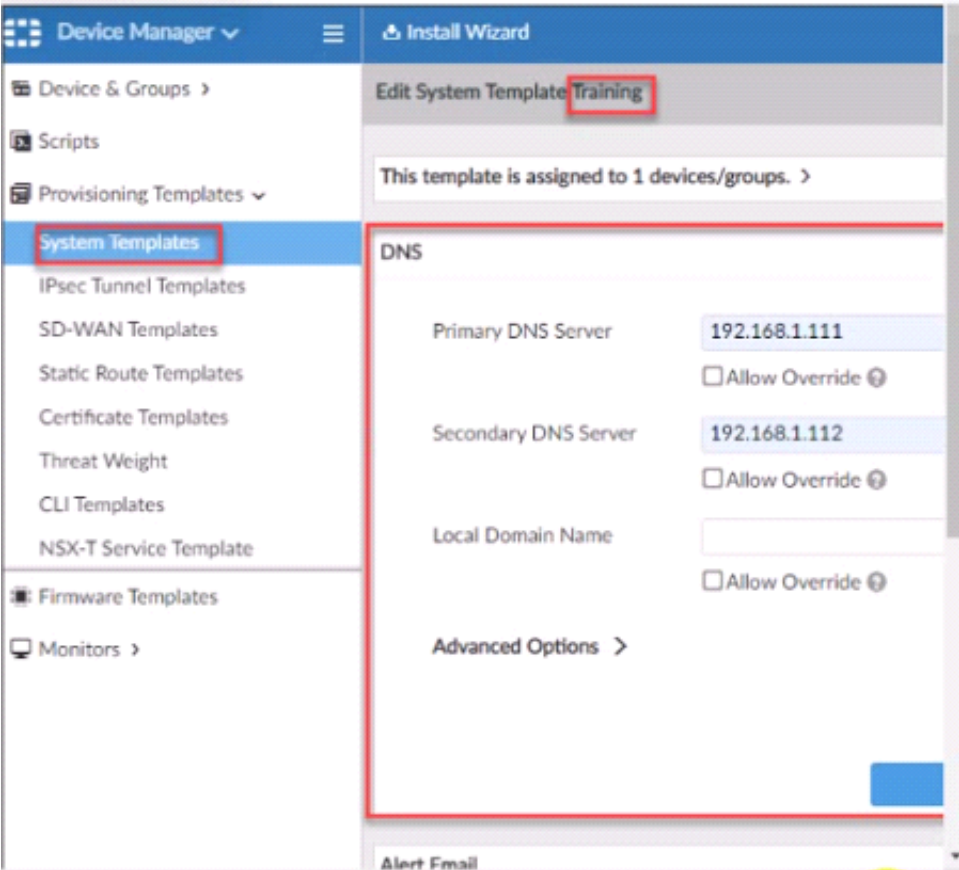 Device Manager
Install Wizard
Device & Groups
Scripts
Provisioning Templates
System Templates
IPsec Tunnel Templates
SD-WAN Templates
Static Route Templates
Certificate Templates
Threat Weight
CLI Templates
NSX-T Service Template
Firmware Templates
Monitors
Edit System Template Training
This template is assigned to 1 devices/groups.
DNS
Primary DNS Server 192.168.1.111
Allow Override
Secondary DNS Server 192.168.1.112
Allow Override
Local Domain Name
Allow Override
Advanced Options
Alert Email